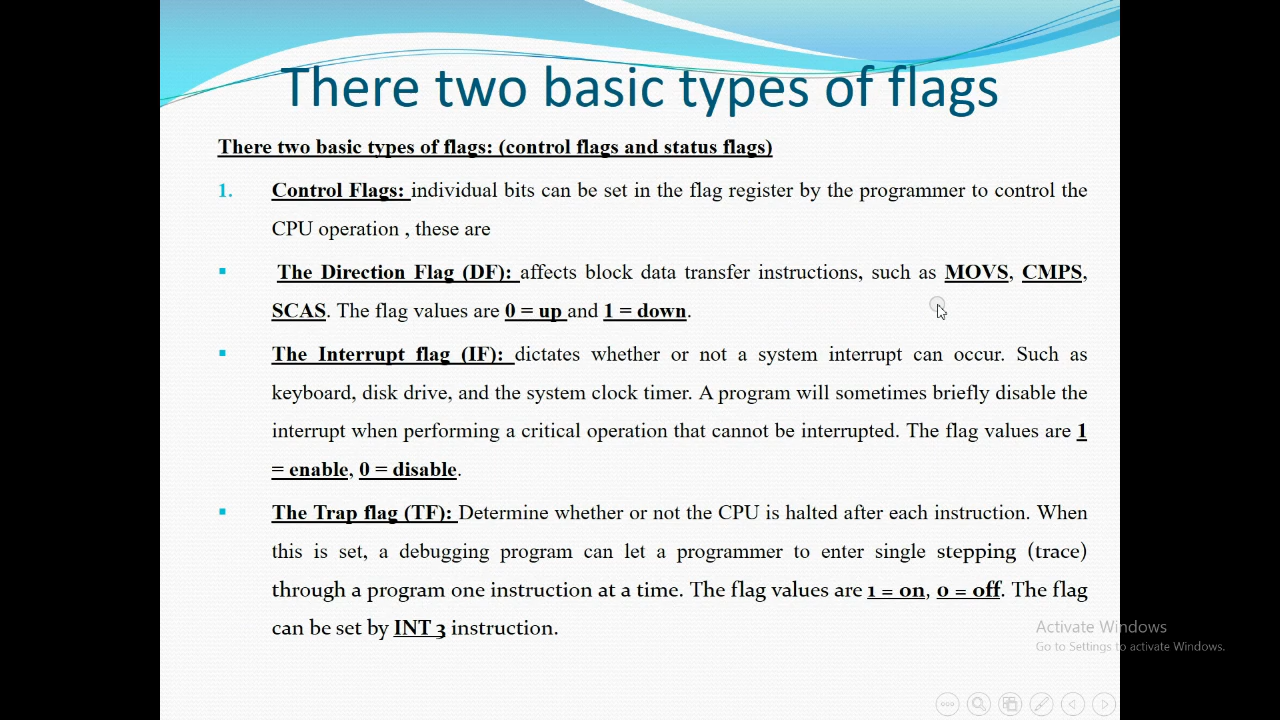 There two basic types of flags
There two basic types of flags: (control flags and status flags)
1. Control Flags: individual bits can be set in the flag register by the programmer to control the
CPU operation , these are
▪ The Direction Flag (DF): affects block data transfer instructions, such as MOVS, CMPS,
SCAS. The flag values are 0 = up and 1 = down.
▪ The Interrupt flag (IF): dictates whether or not a system interrupt can occur. Such as
keyboard, disk drive, and the system clock timer. A program will sometimes briefly disable the
interrupt when performing a critical operation that cannot be interrupted. The flag values are 1
= enable, 0 = disable.
▪ The Trap flag (TF): Determine whether or not the CPU is halted after each instruction. When
this is set, a debugging program can let a programmer to enter single stepping (trace)
through a program one instruction at a time. The flag values are 1 = on, 0 = off. The flag
can be set by INT 3 instruction.
Activate Windows
Go to Settings to activate Windows.